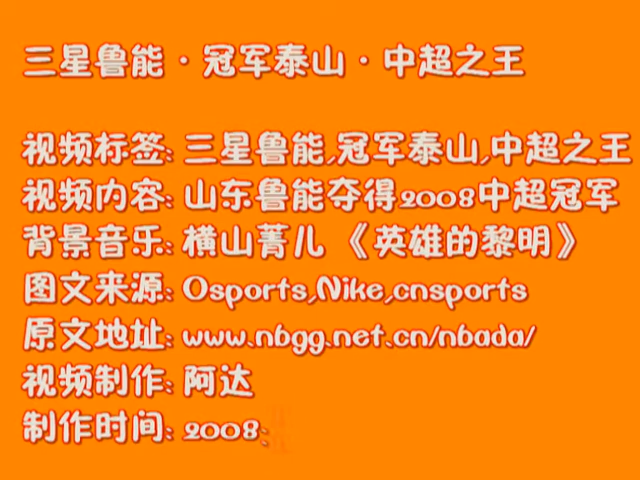 三星鲁能·冠军泰山·中超之王
视频标签: 三星鲁能,冠军泰山,中超之王
视频内容: 山东鲁能夺得2008中超冠军
背景音乐: 横山菁儿 《英雄的黎明》
图文来源: Osports,Nike,cnsports
原文地址: www.nbgg.net.cn/nbada/
视频制作: 阿达
制作时间: 2008